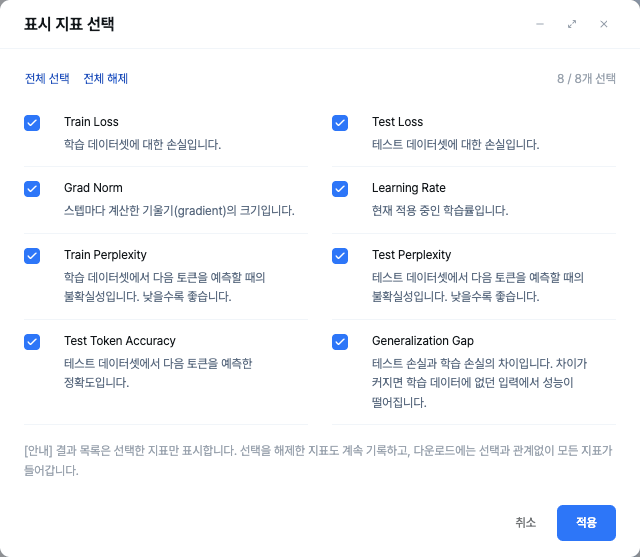 표시 지표 선택
전체 선택 전체 해제
8 / 8개 선택
Train Loss
학습 데이터셋에 대한 손실입니다.
Test Loss
테스트 데이터셋에 대한 손실입니다.
Grad Norm
스텝마다 계산한 기울기(gradient)의 크기입니다.
Learning Rate
현재 적용 중인 학습률입니다.
Train Perplexity
학습 데이터셋에서 다음 토큰을 예측할 때의
불확실성입니다. 낮을수록 좋습니다.
Test Perplexity
테스트 데이터셋에서 다음 토큰을 예측할 때의
불확실성입니다. 낮을수록 좋습니다.
Test Token Accuracy
테스트 데이터셋에서 다음 토큰을 예측한
정확도입니다.
Generalization Gap
테스트 손실과 학습 손실의 차이입니다. 차이가
커지면 학습 데이터에 없던 입력에서 성능이
떨어집니다.
[안내] 결과 목록은 선택한 지표만 표시합니다. 선택을 해제한 지표도 계속 기록하고, 다운로드에는 선택과 관계없이 모든 지표가
들어갑니다.
취소
적용